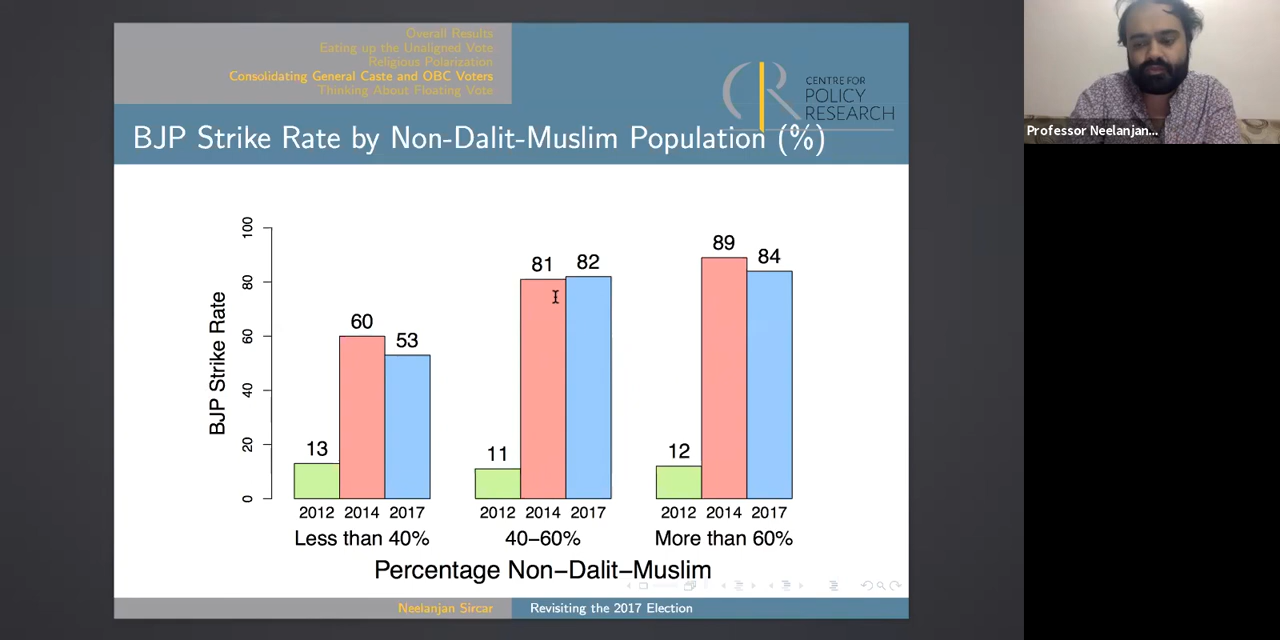 Overall Results
Eating up the Unaligned Vote
Religious Polarization
Consolidating General Caste and OBC Voters
Thinking About Floating Vote
CENTRE FOR
POLICY
RESEARCH
BJP Strike Rate by Non-Dalit-Muslim Population (%)
Professor Neelanjan...
BJP Strike Rate
0
20
40
60
80
100
13
60
53
11
81
82
12
89
84
2012 2014 2017
2012 2014 2017
2012 2014 2017
Less than 40%
40–60%
More than 60%
Percentage Non–Dalit–Muslim
Neelanjan Sircar
Revisiting the 2017 Election